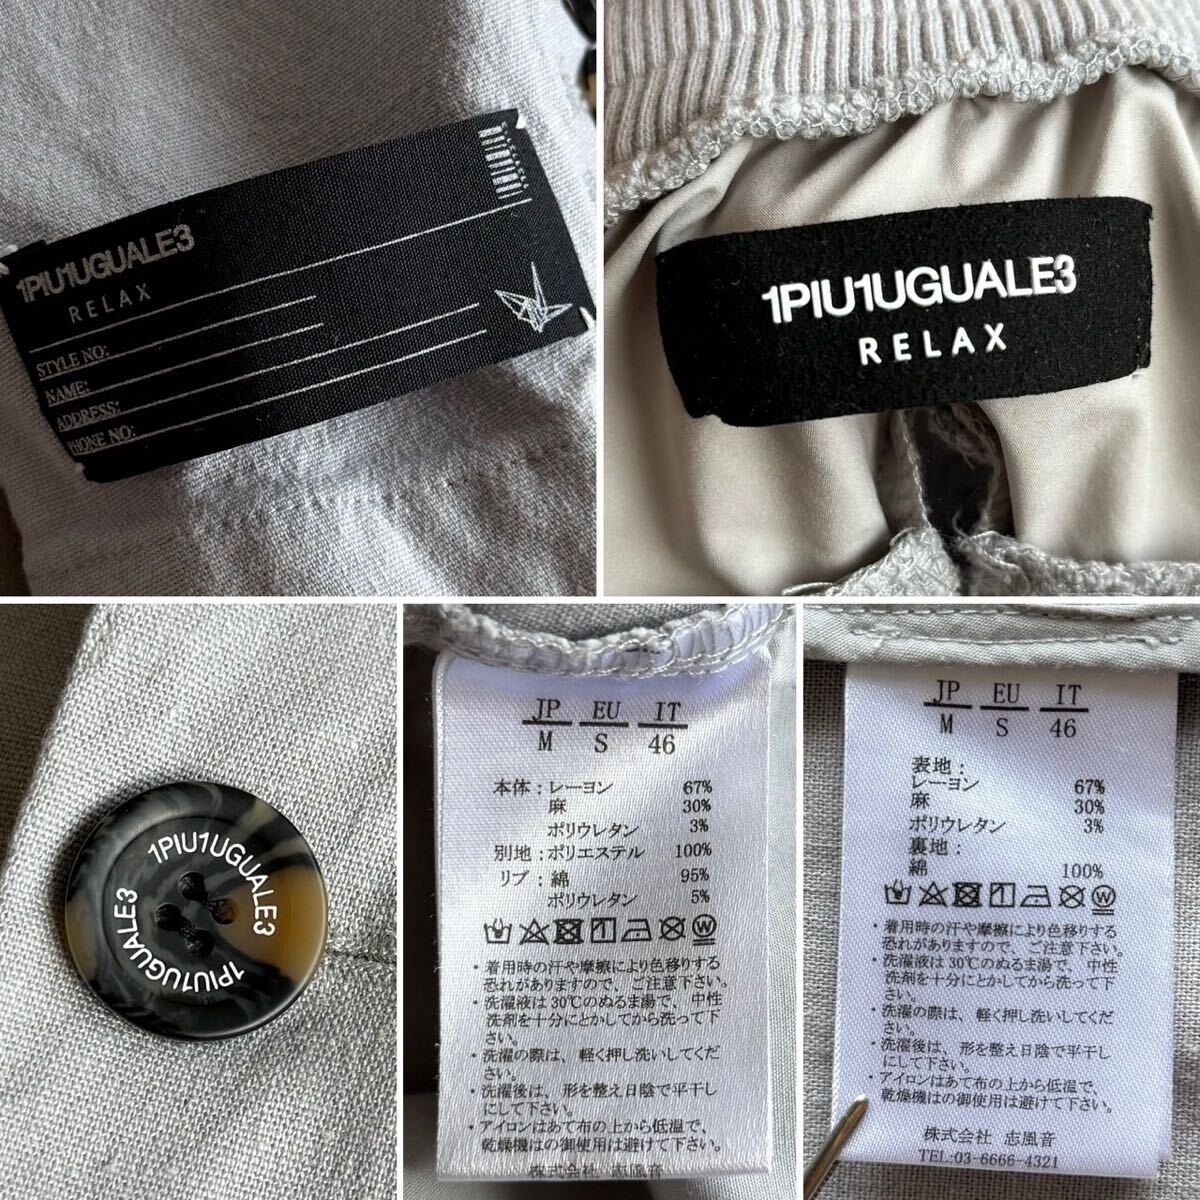 1PIU1UGUALE3
RELAX
STYLE NO:
NAME:
ADDRESS:
PHONE NO:
1PIU1UGUALE3
RELAX
1PIU1UGUALE3
1PIU1UGUALE3
JP EU IT
M S 46
本体:レーヨン 67%
麻 30%
ポリウレタン 3%
別地:ポリエステル 100%
リブ:綿 95%
ポリウレタン 5%
・着用時の汗や摩擦により色移りする
恐れがありますので、ご注意下さい。
・洗濯液は30℃のぬるま湯で、中性
洗剤を十分にとかしてから洗って下
さい。
・洗濯の際は、軽く押し洗いしてくだ
さい。
・洗濯後は、形を整え日陰で平干し
にして下さい。
・アイロンはあて布の上から低温で、
乾燥機はの御使用は避けて下さい。
株式会社 志風音
JP EU IT
M S 46
表地:
レーヨン 67%
麻 30%
ポリウレタン 3%
裏地:
綿 100%
・着用時の汗や摩擦により色移りする
恐れがありますので、ご注意下さい。
・洗濯液は30℃のぬるま湯で、中性
洗剤を十分にとかしてから洗って下
さい。
・洗濯の際は、軽く押し洗いしてくだ
さい。
・洗濯後は、形を整え日陰で平干し
にして下さい。
・アイロンはあて布の上から低温で、
乾燥機はの御使用は避けて下さい。
株式会社 志風音
TEL:03-6666-4321